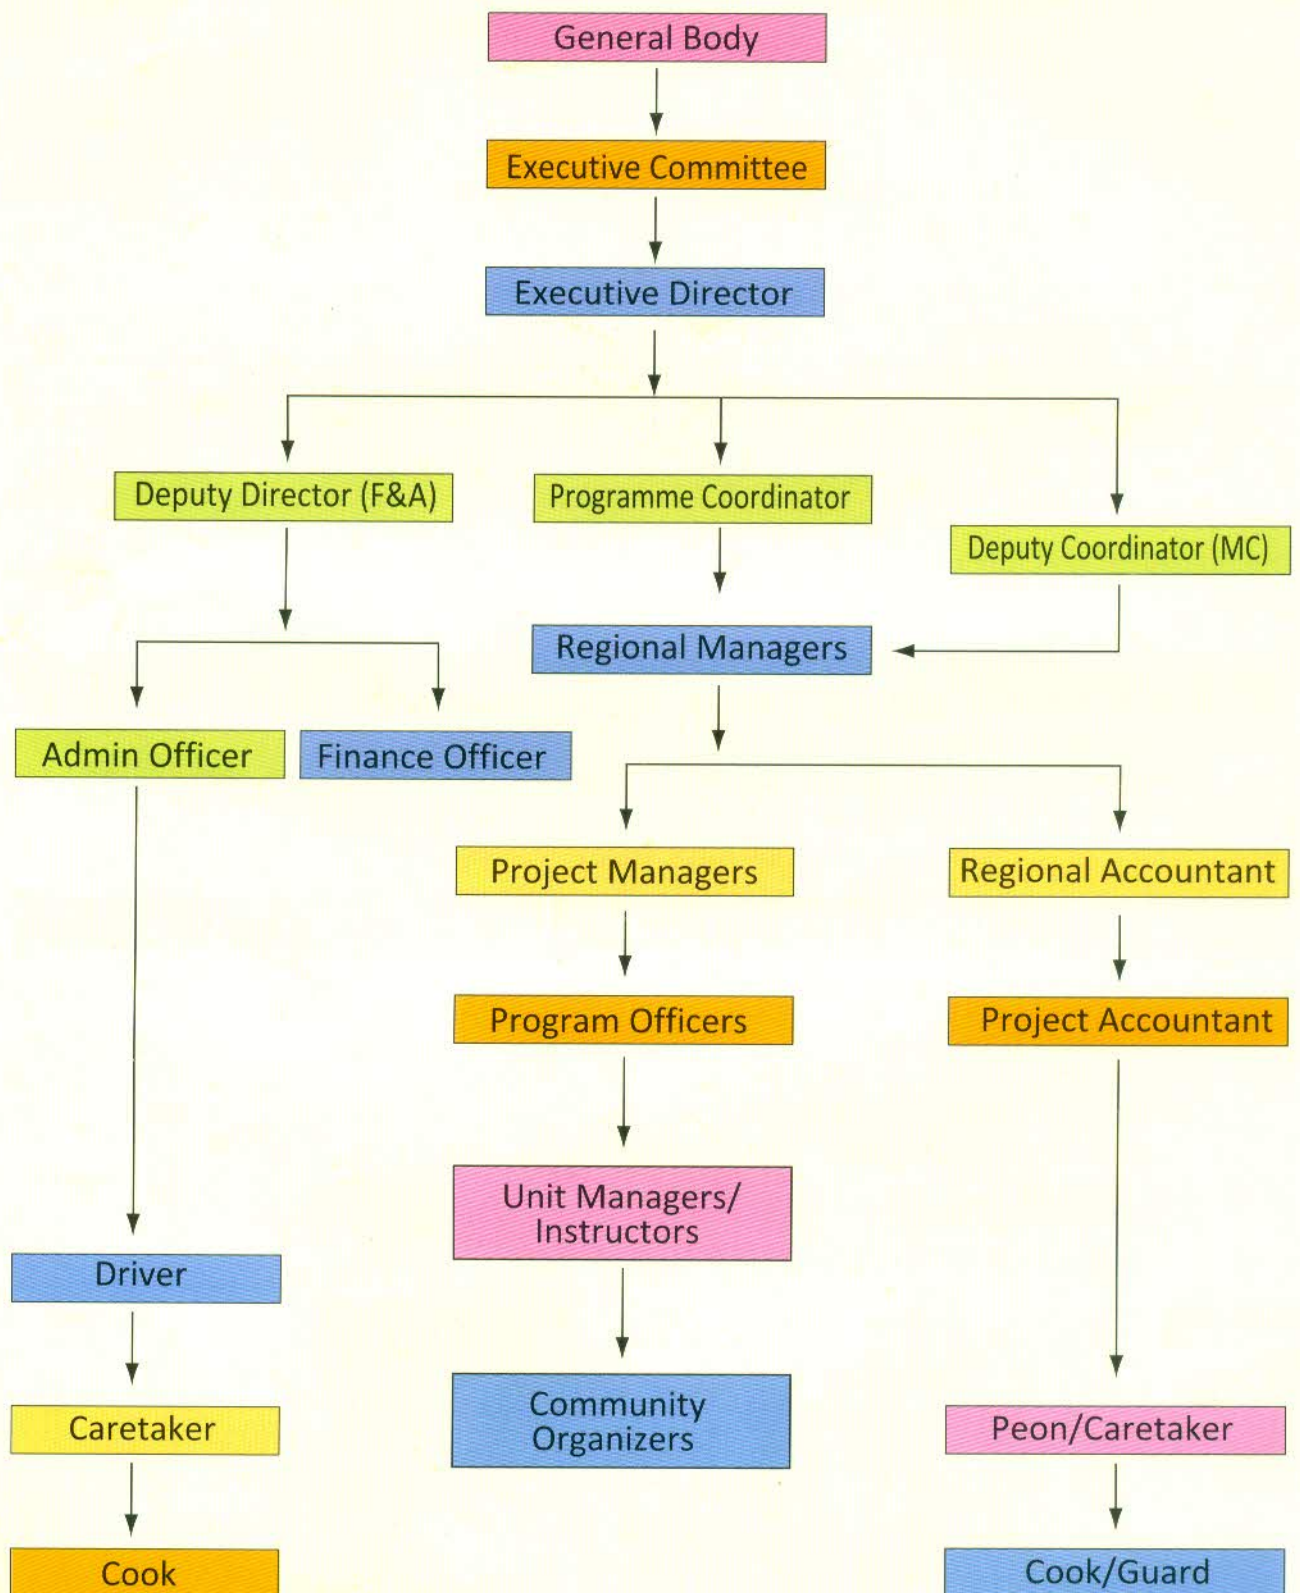 General Body
Executive Committee
Executive Director
Deputy Director (F&A)
Programme Coordinator
Deputy Coordinator (MC)
Regional Managers
Admin Officer
Finance Officer
Project Managers
Regional Accountant
Program Officers
Project Accountant
Unit Managers/
Instructors
Driver
Community
Organizers
Caretaker
Peon/Caretaker
Cook
Cook/Guard